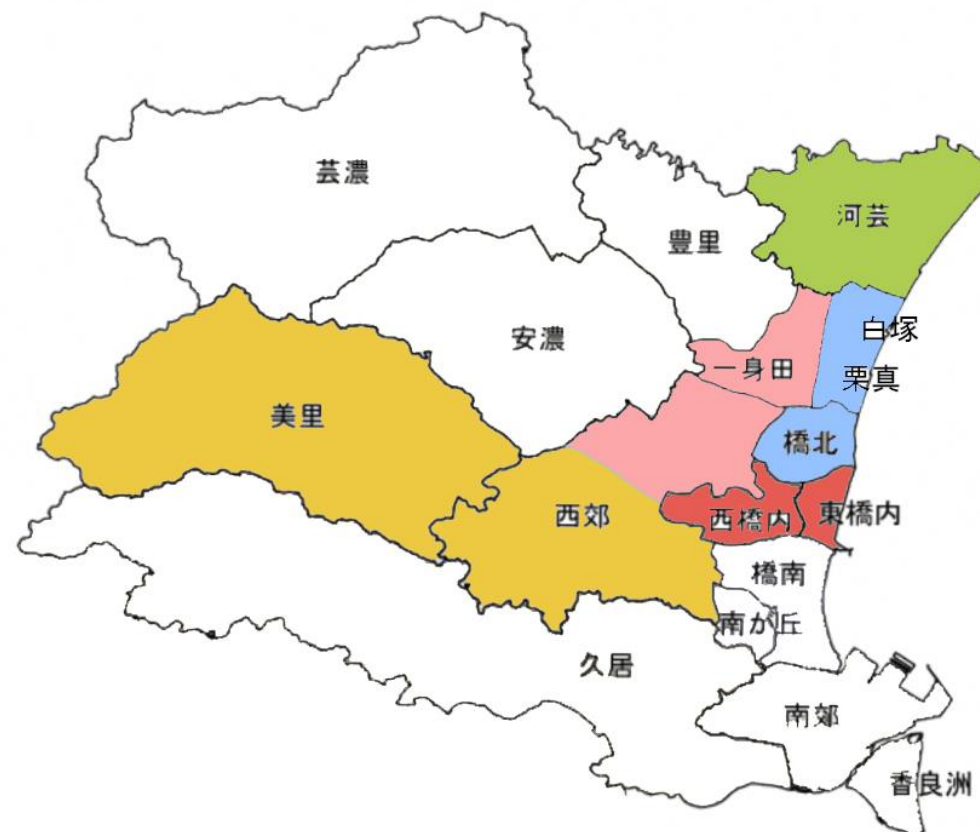 芸濃
河芸
豊里
白塚
安濃
一身田
栗真
美里
橋北
西郊
西橋内
東橋内
橋南
南が丘
久居
南郊
香良洲